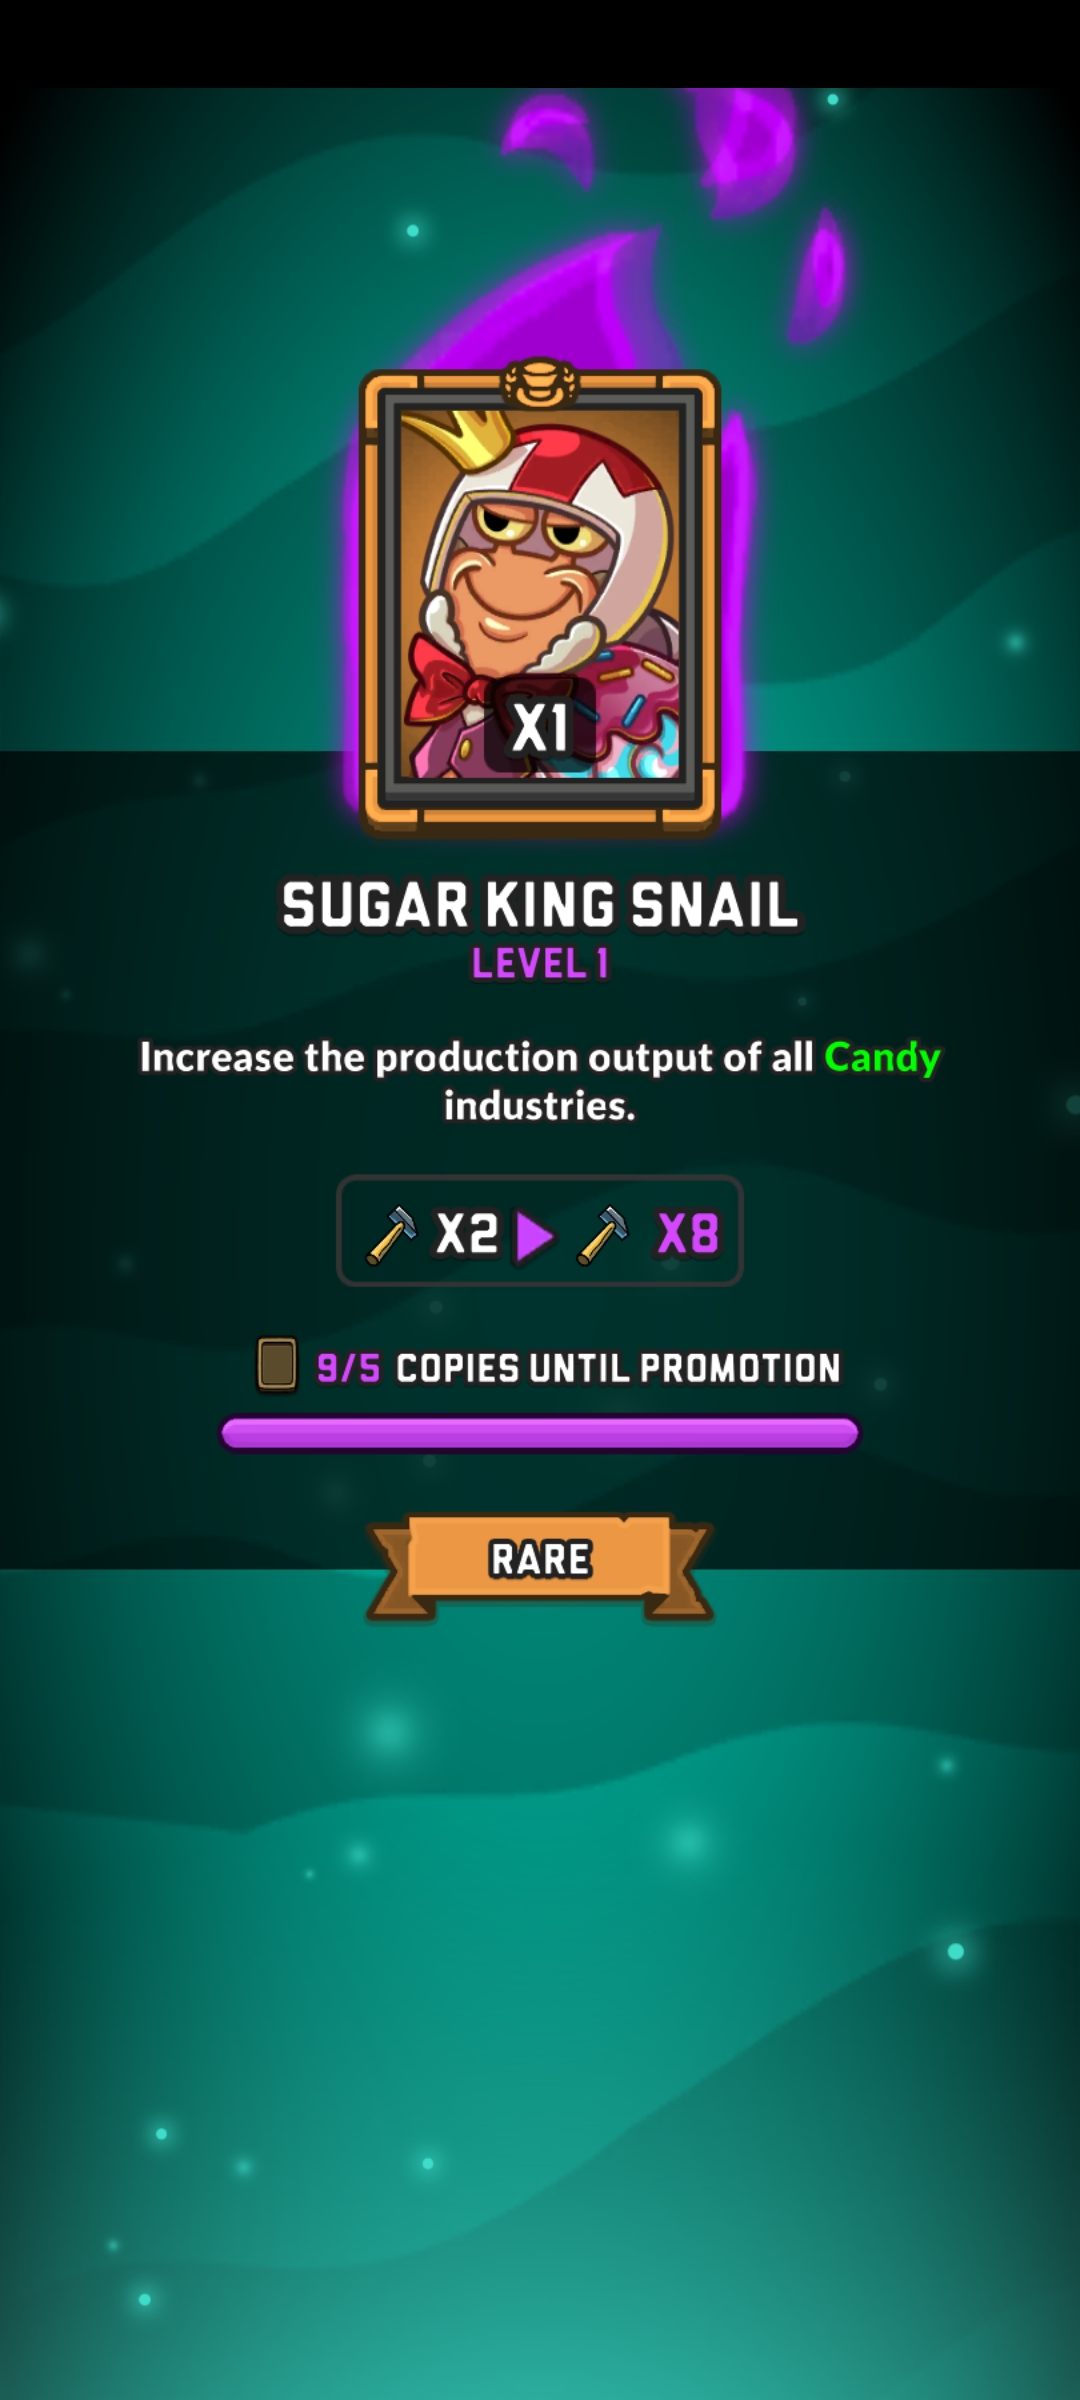 X1
SUGAR KING SNAIL
LEVEL 1
Increase the production output of all Candy
industries.
X2 X8
9/5 COPIES UNTIL PROMOTION
RARE